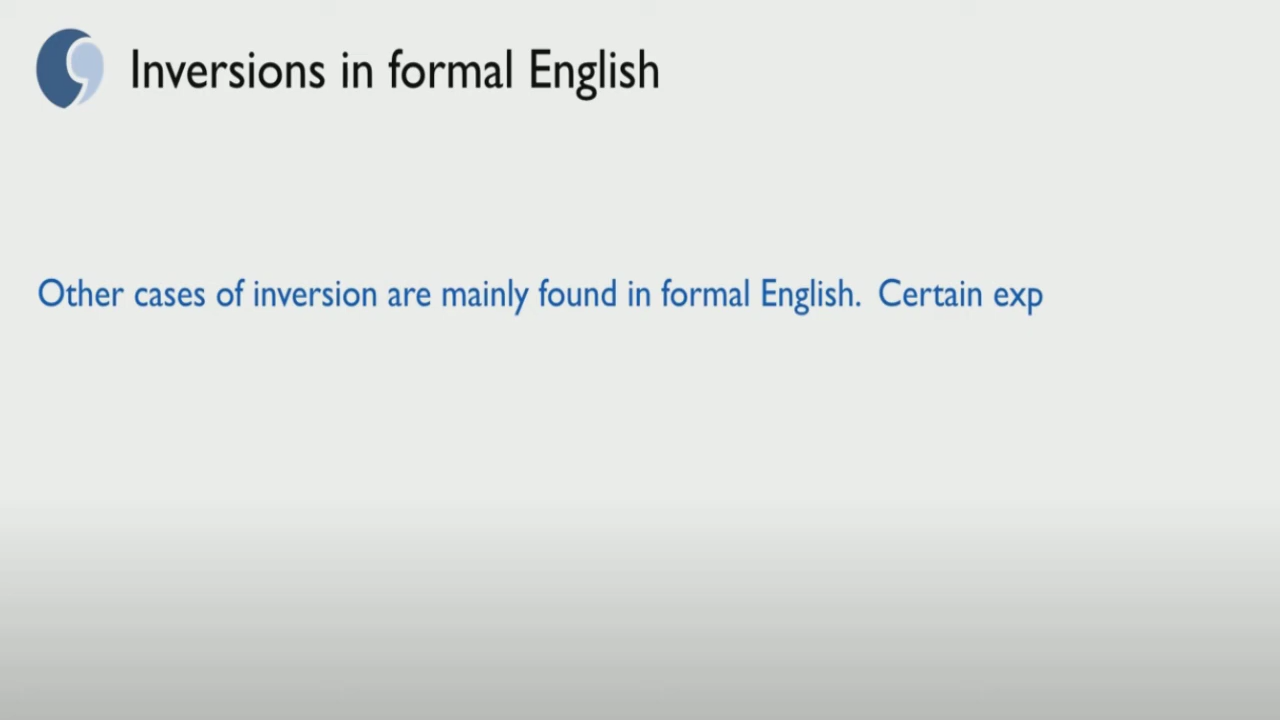 Inversions in formal English
Other cases of inversion are mainly found in formal English. Certain exp